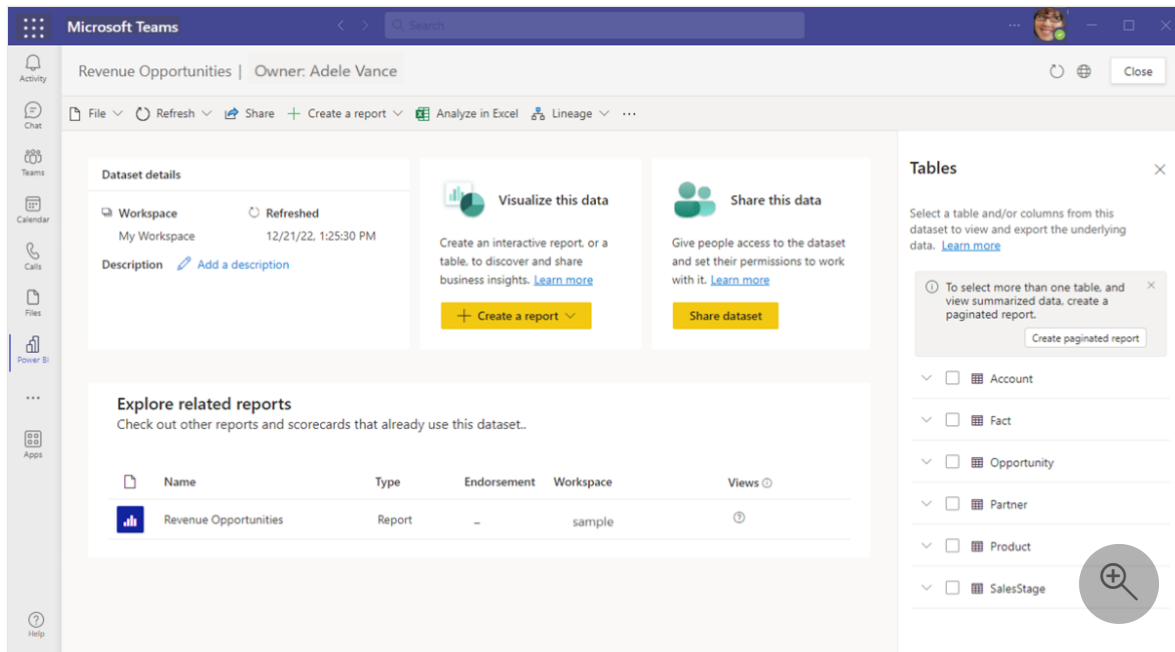 Microsoft Teams
Search
Activity
Chat
Teams
Calendar
Calls
Files
Power BI
Apps
Help
Revenue Opportunities | Owner: Adele Vance
Close
File
Refresh
Share
Create a report
Analyze in Excel
Lineage
Dataset details
Workspace
Refreshed
My Workspace
12/21/22, 1:25:30 PM
Description
Add a description
Visualize this data
Create an interactive report, or a
table, to discover and share
business insights. Learn more
Create a report
Share this data
Give people access to the dataset
and set their permissions to work
with it. Learn more
Share dataset
Explore related reports
Check out other reports and scorecards that already use this dataset..
Name Type Endorsement Workspace Views
Revenue Opportunities Report – sample
Tables
Select a table and/or columns from this
dataset to view and export the underlying
data. Learn more
To select more than one table, and
view summarized data, create a
paginated report.
Create paginated report
Account
Fact
Opportunity
Partner
Product
SalesStage